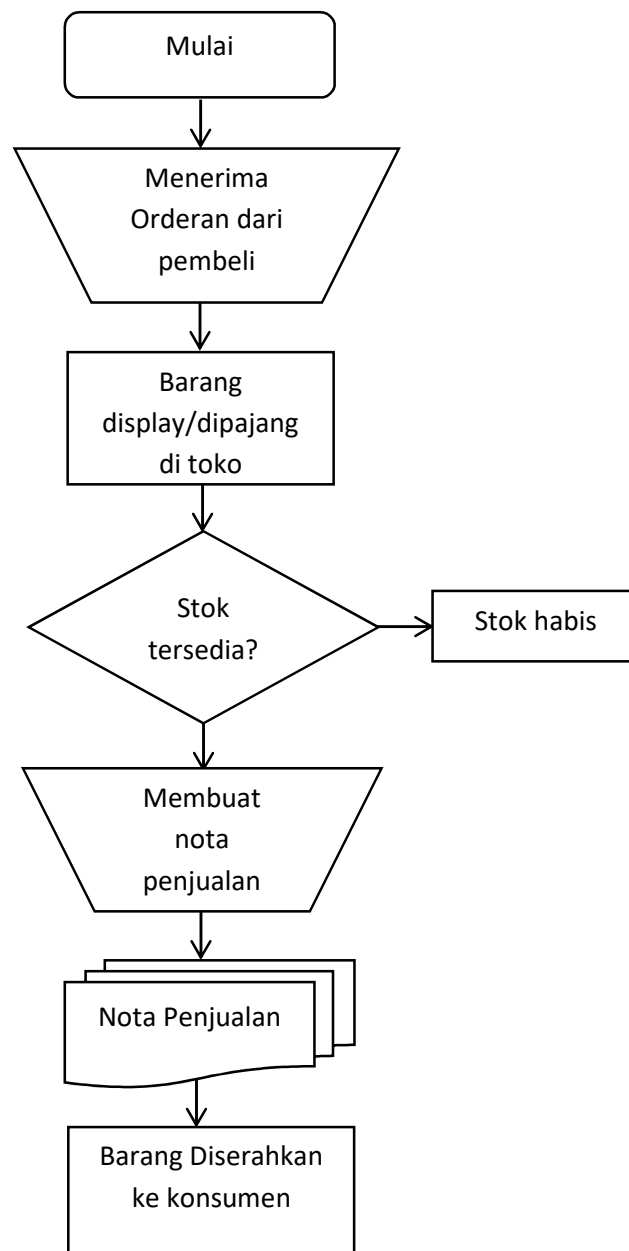 Mulai
Menerima
Orderan dari
pembeli
Barang
display/dipajang
di toko
Stok
tersedia?
Stok habis
Membuat
nota
penjualan
Nota Penjualan
Barang Diserahkan
ke konsumen